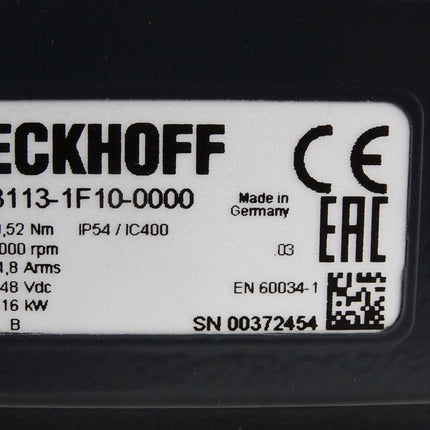 ECKHOFF CE
3113-1F10-0000 Made in
Germany
EAC
,52 Nm IP54 / IC400
000 rpm .03
4,8 Arms
48 Vdc EN 60034-1
16 kW
B SN 00372454